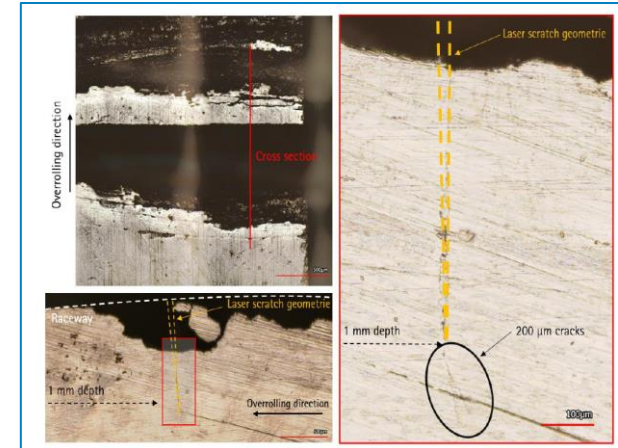 Overrolling direction
Cross section
Raceway
Laser scratch geometrie
1 mm depth
Overrolling direction
Laser scratch geometrie
1 mm depth
200 µm cracks
100µm